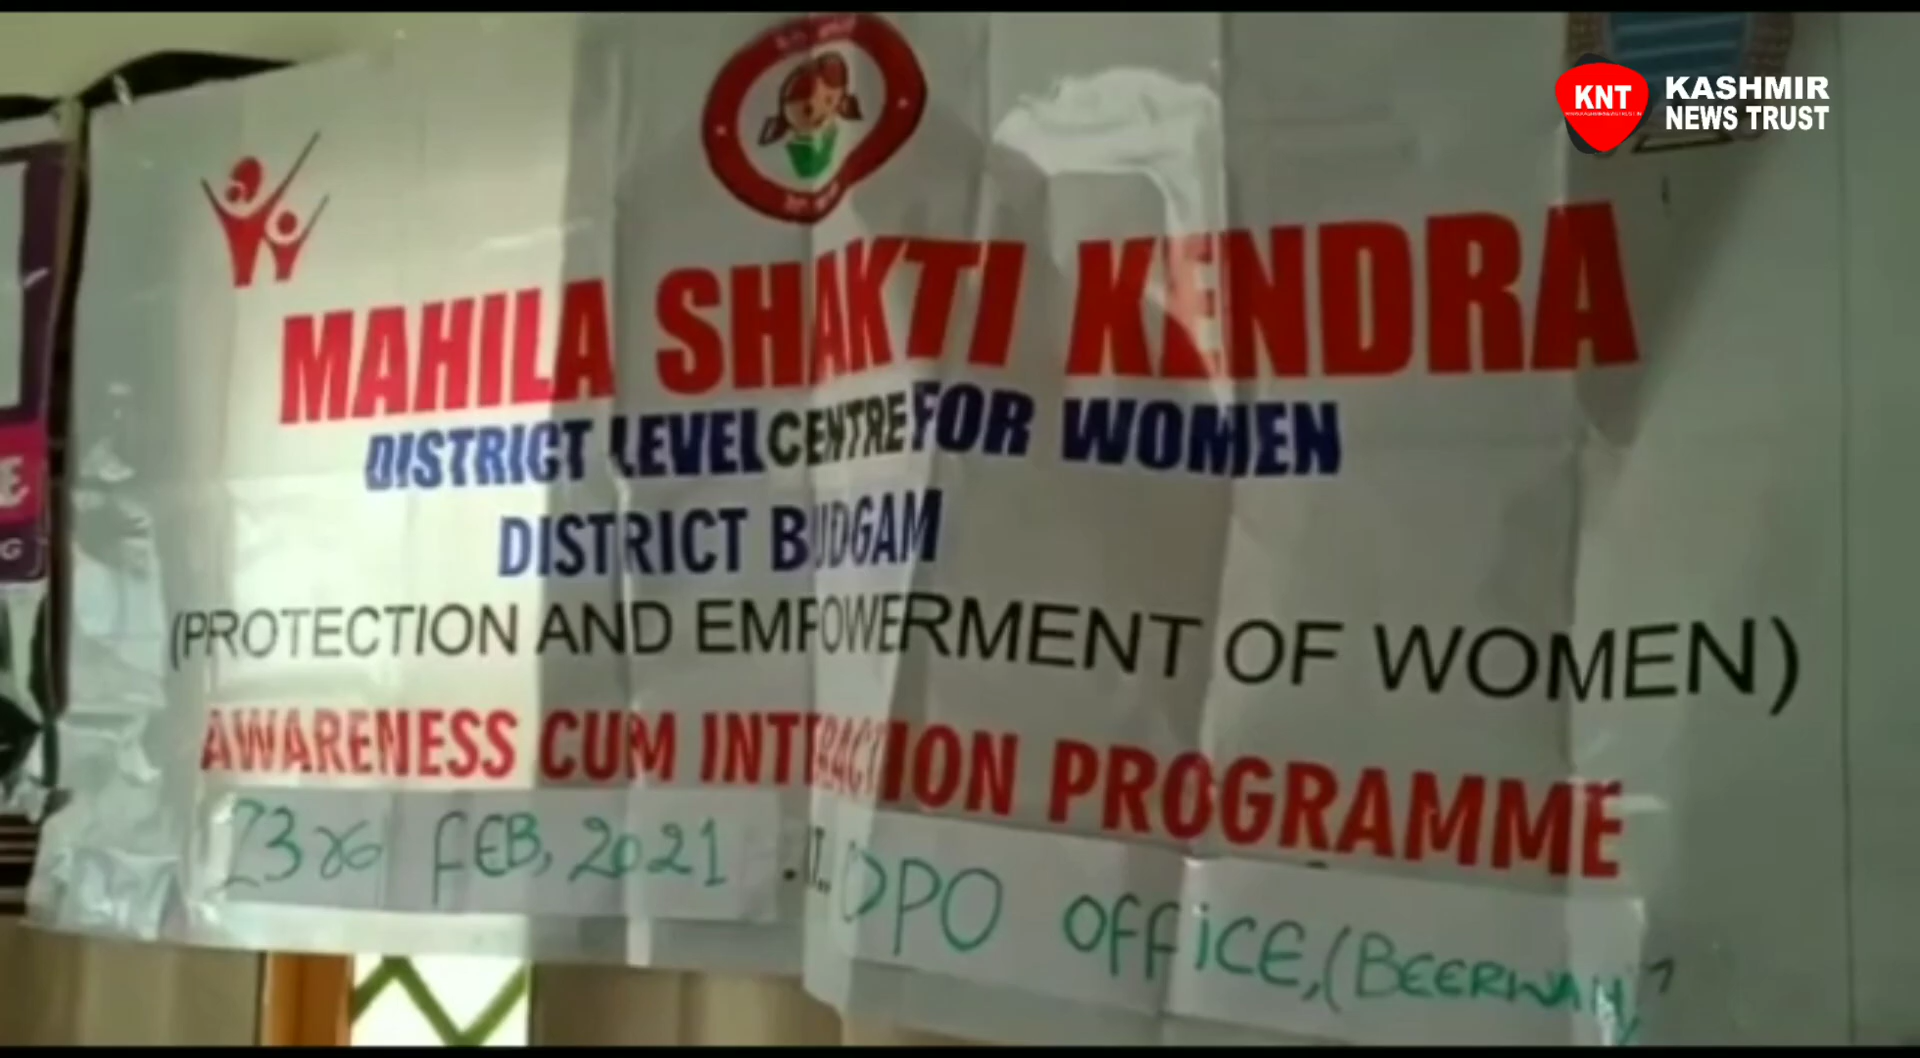 KNT
KASHMIR
NEWS TRUST
MAHILA SHAKTI KENDRA
DISTRICT LEVEL CENTRE FOR WOMEN
DISTRICT BUDGAM
(PROTECTION AND EMPOWERMENT OF WOMEN)
AWARENESS CUM INTERACTION PROGRAMME
FEB, 2021 DPO OFFICE, (BEERWAH)